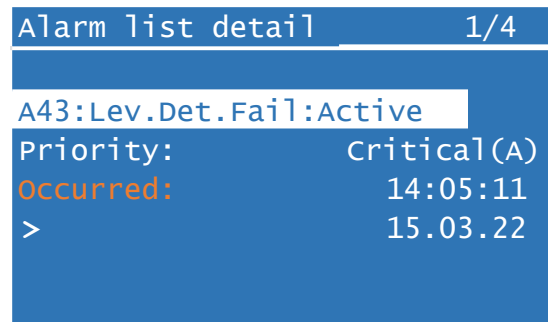 Alarm list detail 1/4
A43:Lev.Det.Fail:Active
Priority: Critical(A)
Occurred: 14:05:11
> 15.03.22